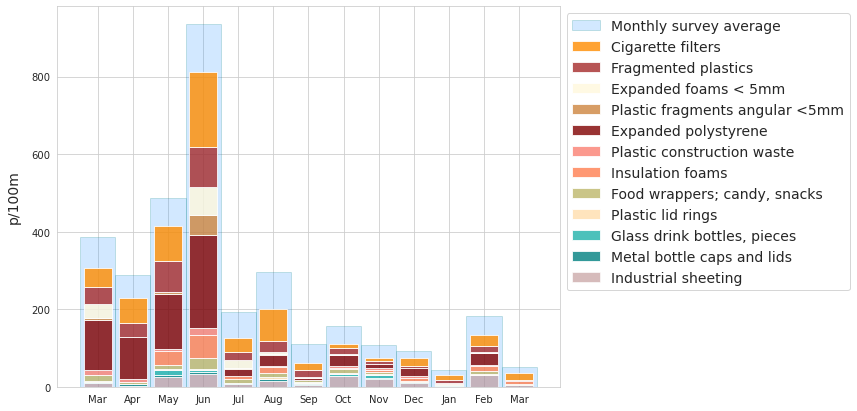 p/100m
800
600
400
200
0
Mar Apr May Jun Jul Aug Sep Oct Nov Dec Jan Feb Mar
Monthly survey average
Cigarette filters
Fragmented plastics
Expanded foams < 5mm
Plastic fragments angular <5mm
Expanded polystyrene
Plastic construction waste
Insulation foams
Food wrappers; candy, snacks
Plastic lid rings
Glass drink bottles, pieces
Metal bottle caps and lids
Industrial sheeting